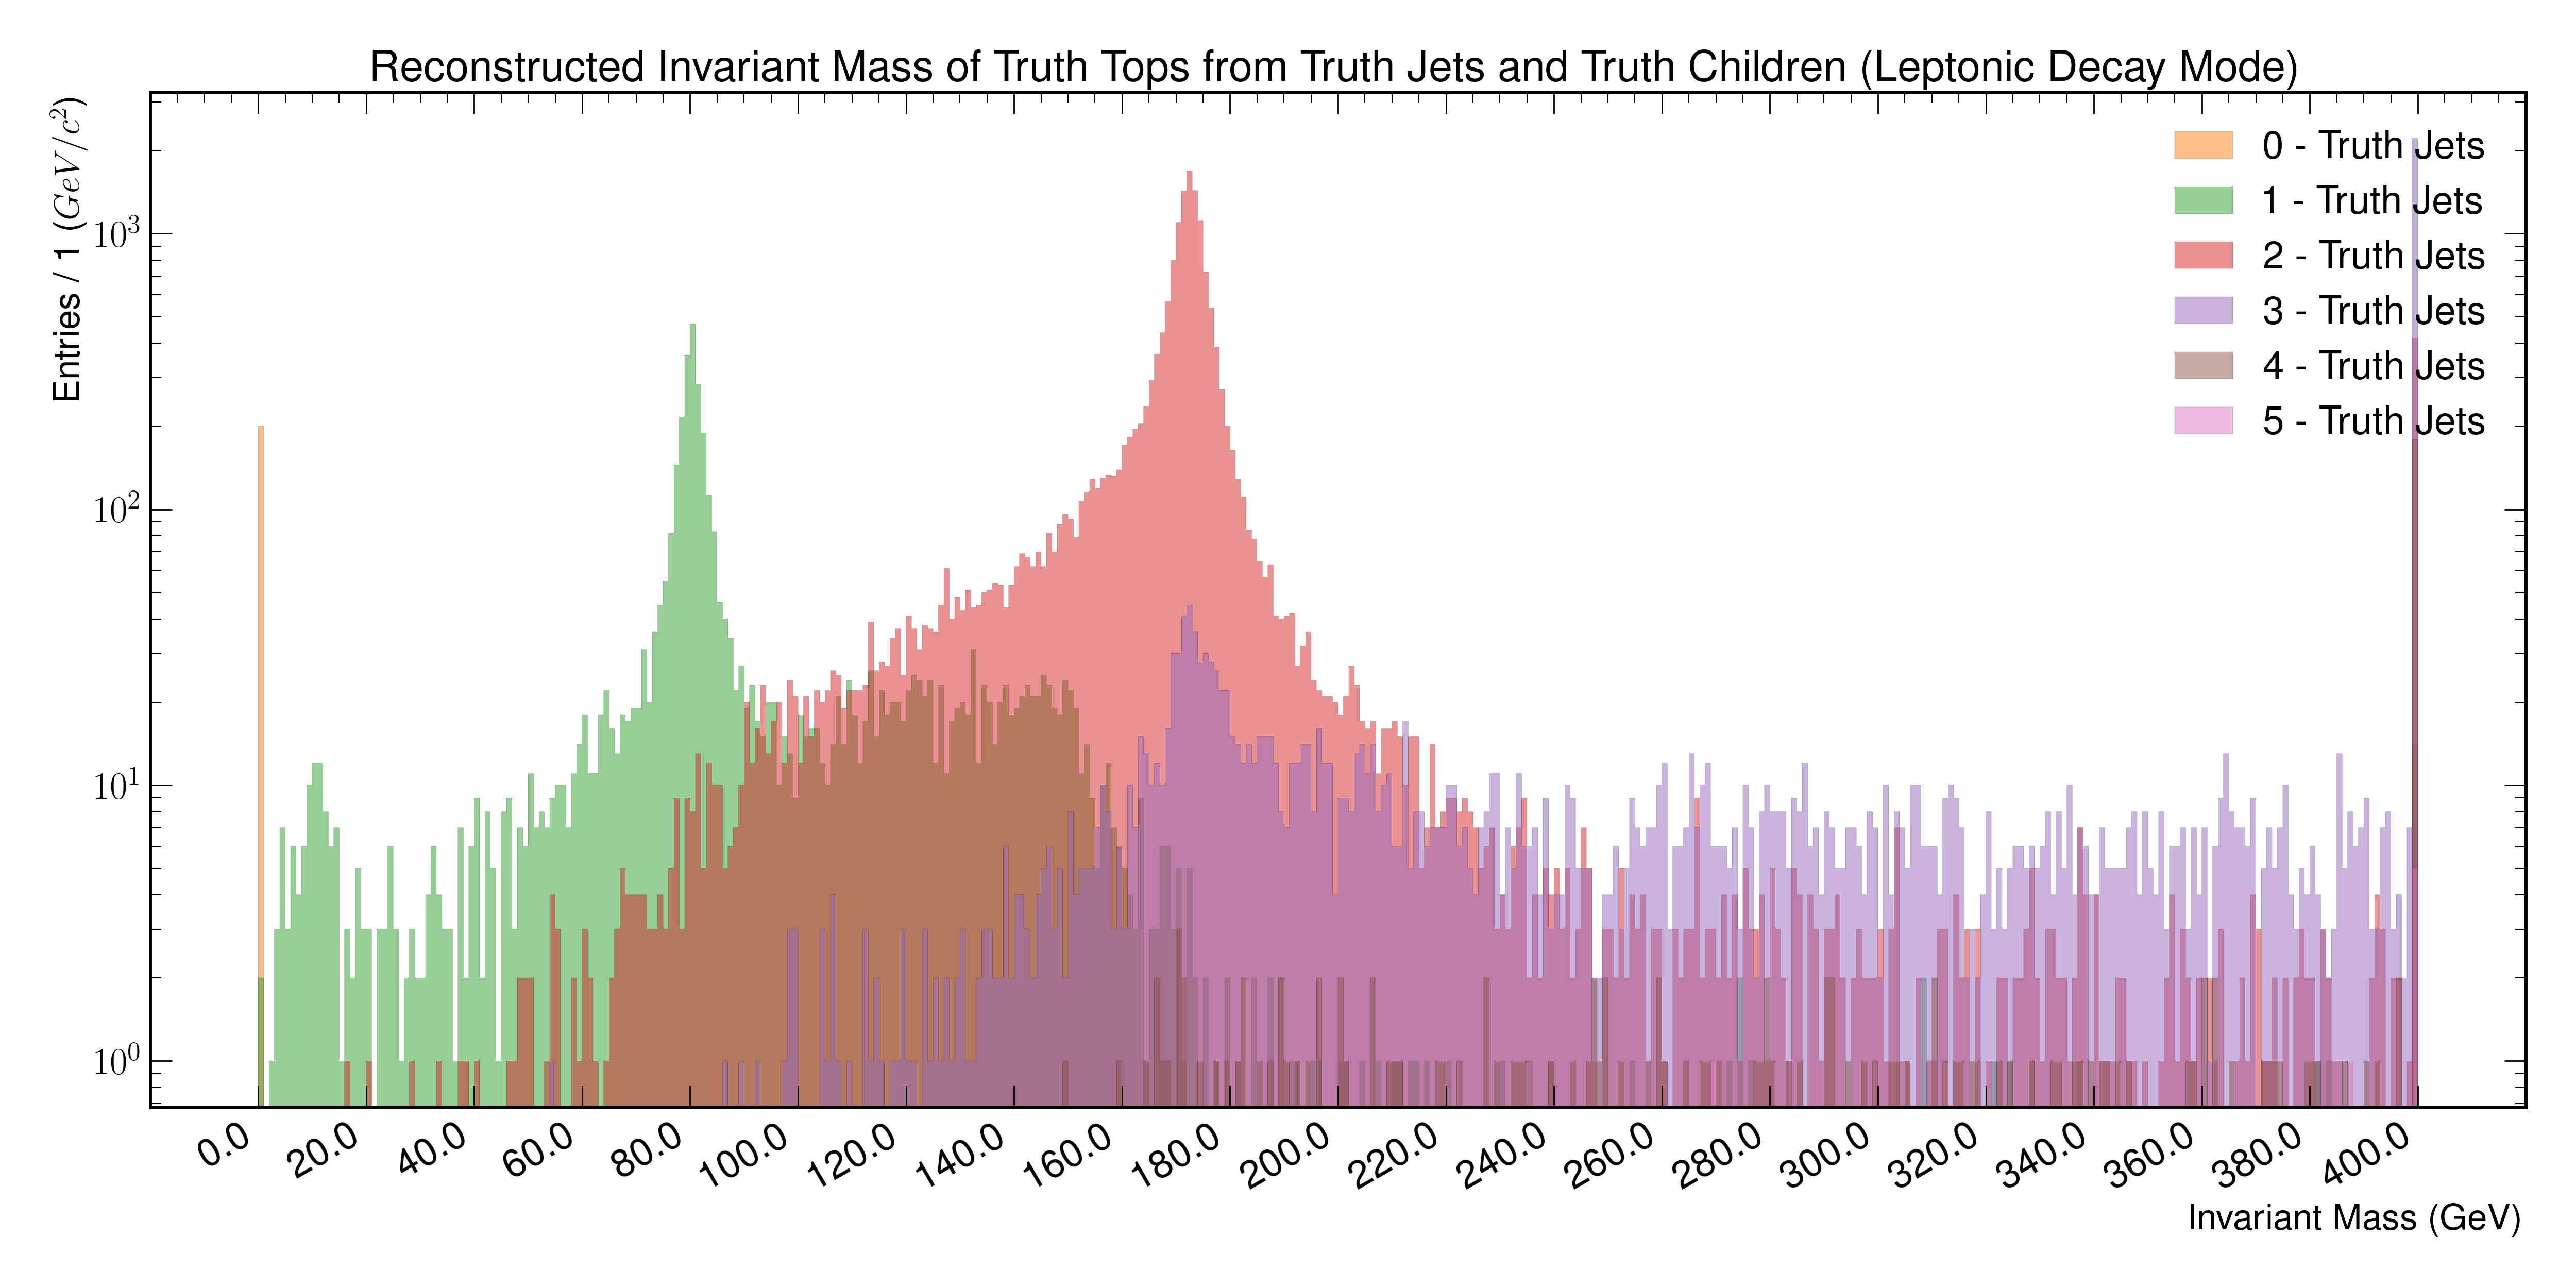 Reconstructed Invariant Mass of Truth Tops from Truth Jets and Truth Children (Leptonic Decay Mode)
Entries / 1 (GeV/c²)
10³
10²
10¹
10⁰
0 - Truth Jets
1 - Truth Jets
2 - Truth Jets
3 - Truth Jets
4 - Truth Jets
5 - Truth Jets
0.0 20.0 40.0 60.0 80.0 100.0 120.0 140.0 160.0 180.0 200.0 220.0 240.0 260.0 280.0 300.0 320.0 340.0 360.0 380.0 400.0
Invariant Mass (GeV)